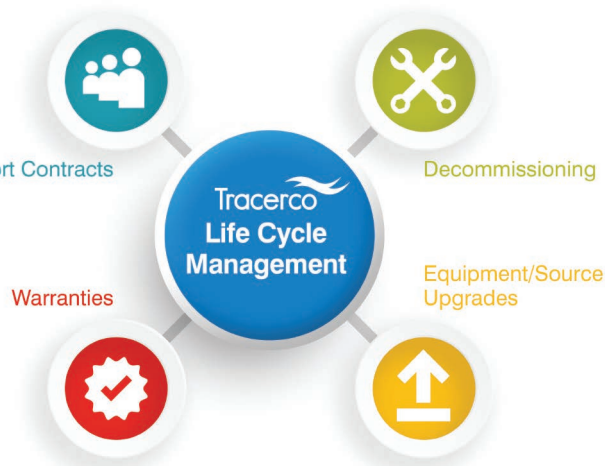 rt Contracts
Decommissioning
Tracerco
Life Cycle
Management
Warranties
Equipment/Source
Upgrades